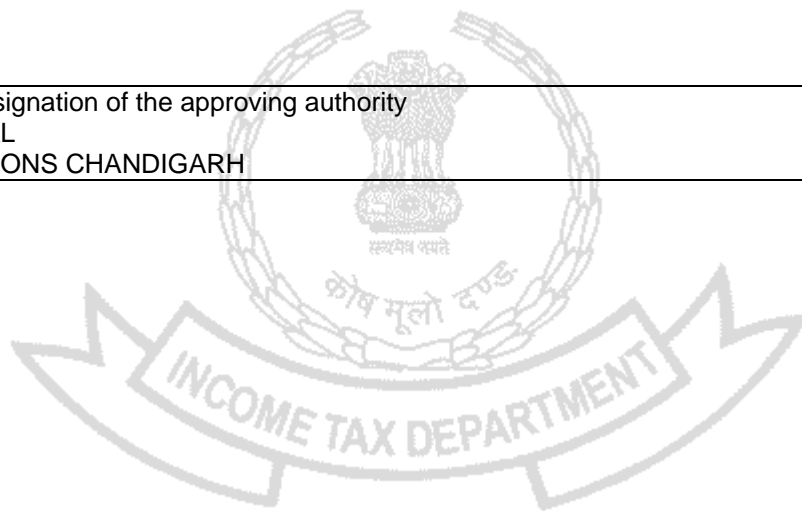 signation of the approving authority
L
ONS CHANDIGARH
सत्यमेव जयते
कोष मूलो दण्डः
INCOME TAX DEPARTMENT